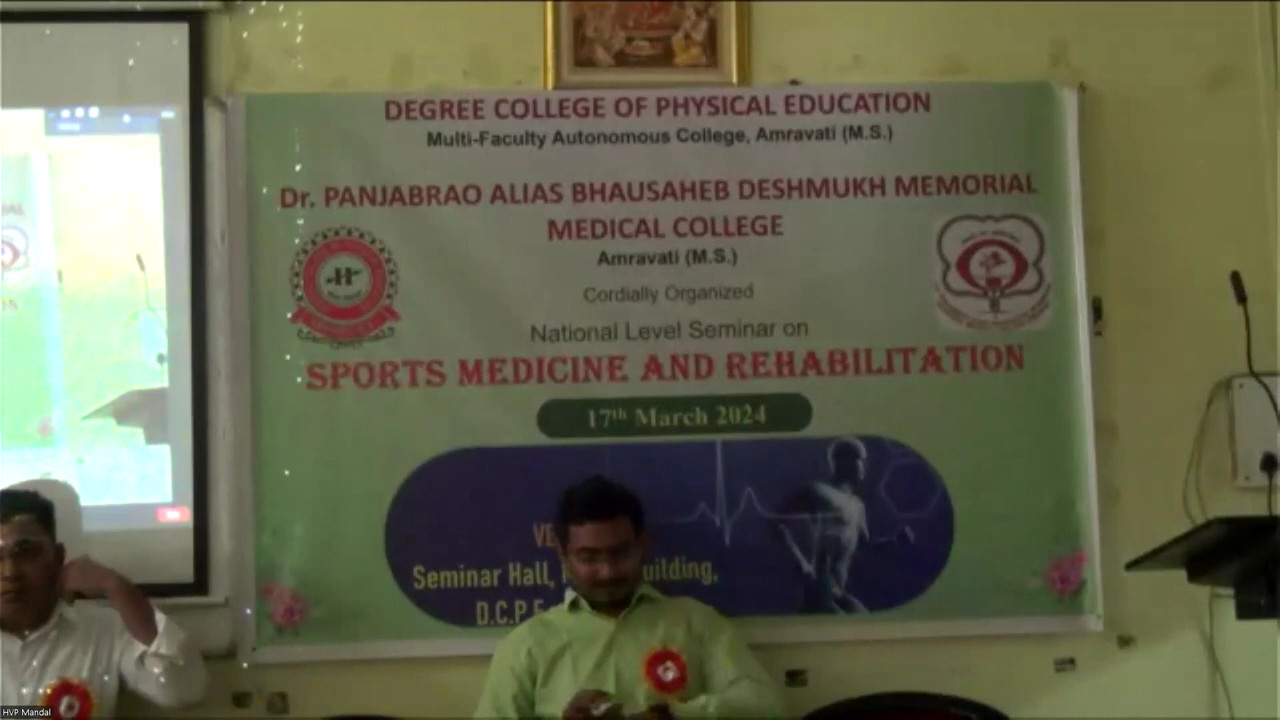 DEGREE COLLEGE OF PHYSICAL EDUCATION
Multi-Faculty Autonomous College, Amravati (M.S.)
Dr. PANJABRAO ALIAS BHAUSAHEB DESHMUKH MEMORIAL
MEDICAL COLLEGE
Amravati (M.S.)
Cordially Organized
National Level Seminar on
SPORTS MEDICINE AND REHABILITATION
17th March 2024
Seminar Hall,
D.C.P.E
HVP Mandal